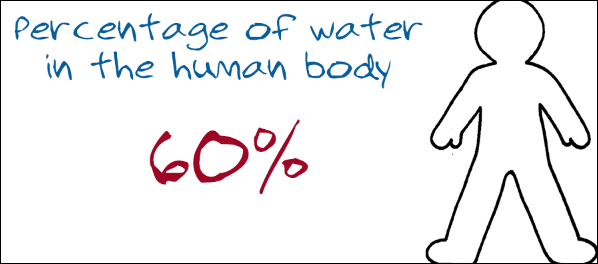 Percentage of water
in the human body
60%